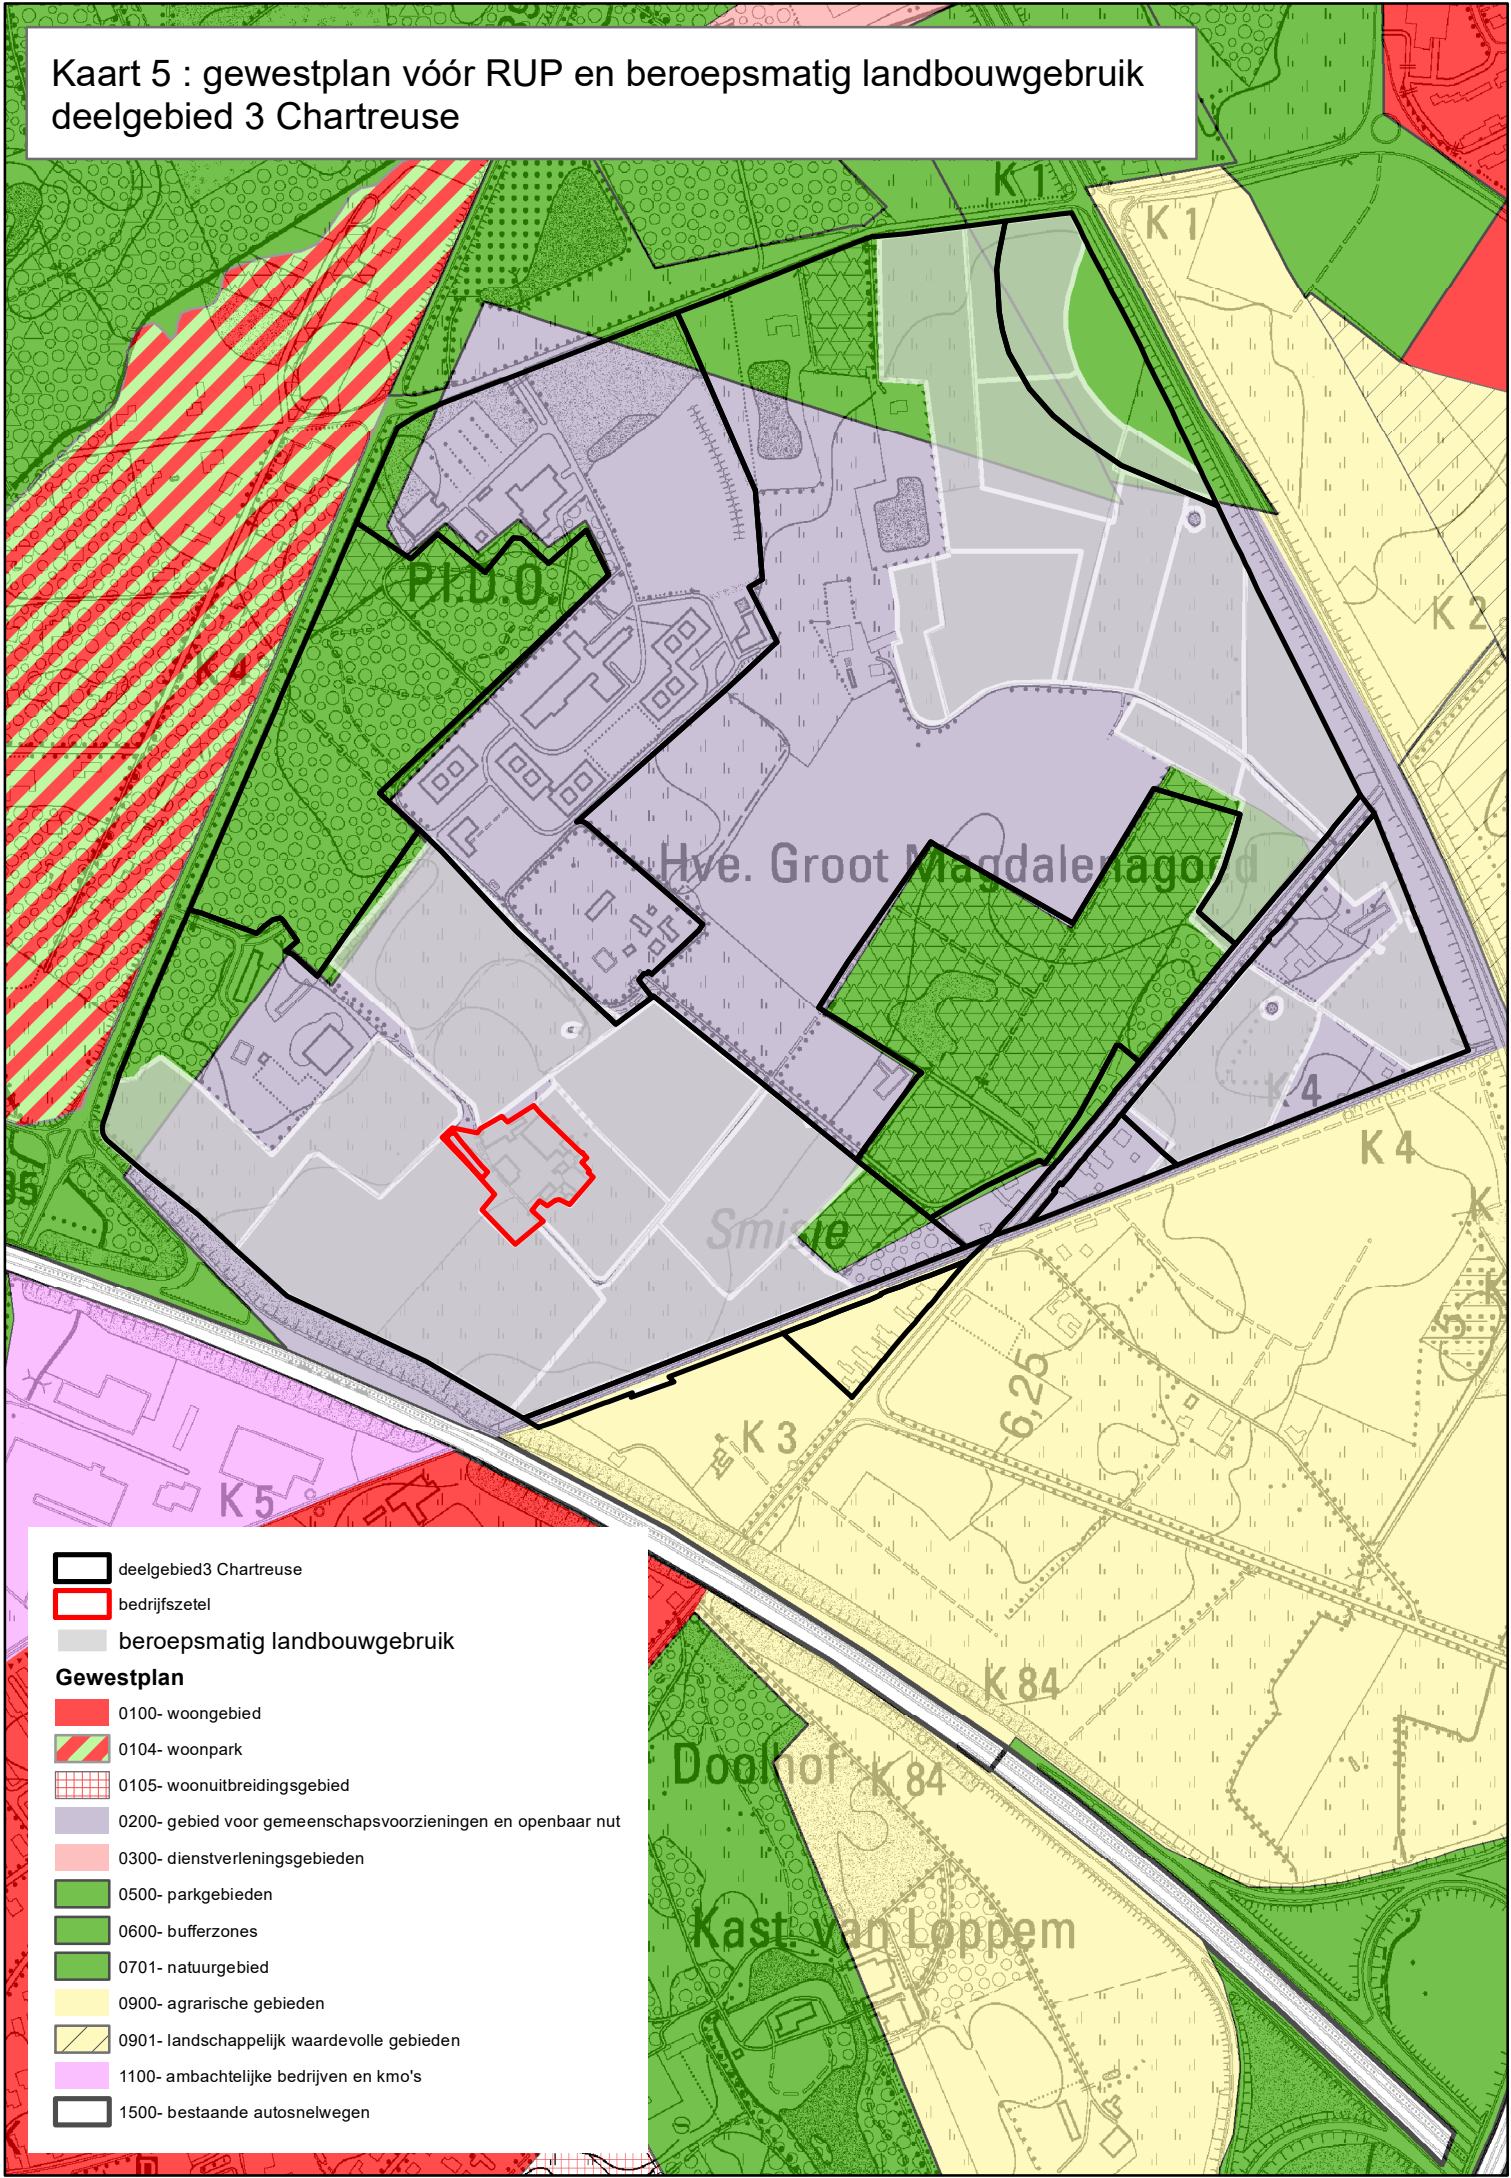 Kaart 5 : gewestplan vóór RUP en beroepsmatig landbouwgebruik
deelgebied 3 Chartreuse
K 1
K 1
P.I.D.O.
K 2
K 4
Hve. Groot Magdalenagoed
K 4
K 4
Smisje
6,25
K 3
K 5
K 84
Doolhof
K 84
Kast. van Loppem
deelgebied3 Chartreuse
bedrijfszetel
beroepsmatig landbouwgebruik
Gewestplan
0100- woongebied
0104- woonpark
0105- woonuitbreidingsgebied
0200- gebied voor gemeenschapsvoorzieningen en openbaar nut
0300- dienstverleningsgebieden
0500- parkgebieden
0600- bufferzones
0701- natuurgebied
0900- agrarische gebieden
0901- landschappelijk waardevolle gebieden
1100- ambachtelijke bedrijven en kmo's
1500- bestaande autosnelwegen